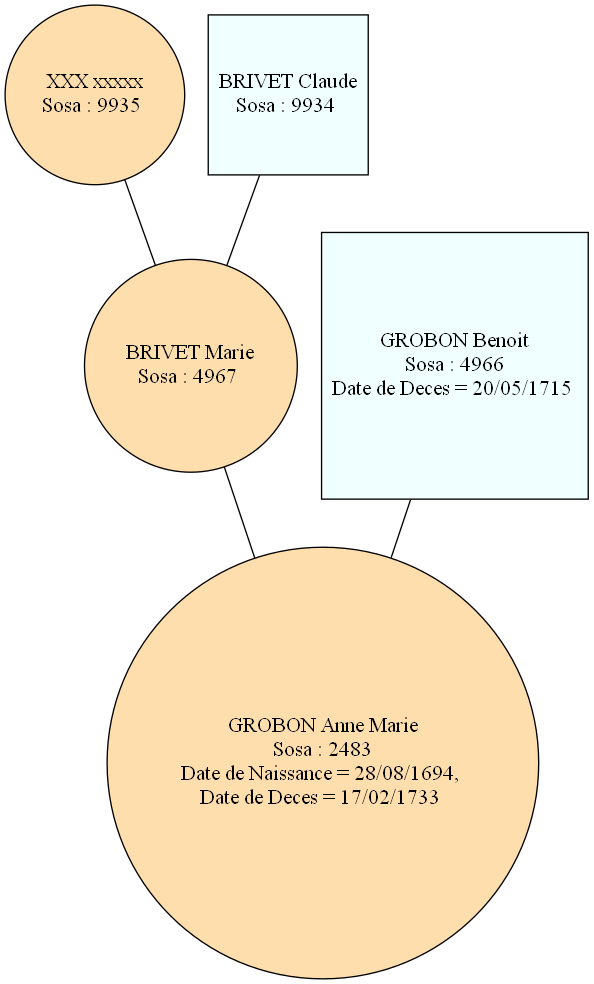 XXX xxxxx
Sosa : 9935
BRIVET Claude
Sosa : 9934
BRIVET Marie
Sosa : 4967
GROBON Benoit
Sosa : 4966
Date de Deces = 20/05/1715
GROBON Anne Marie
Sosa : 2483
Date de Naissance = 28/08/1694,
Date de Deces = 17/02/1733